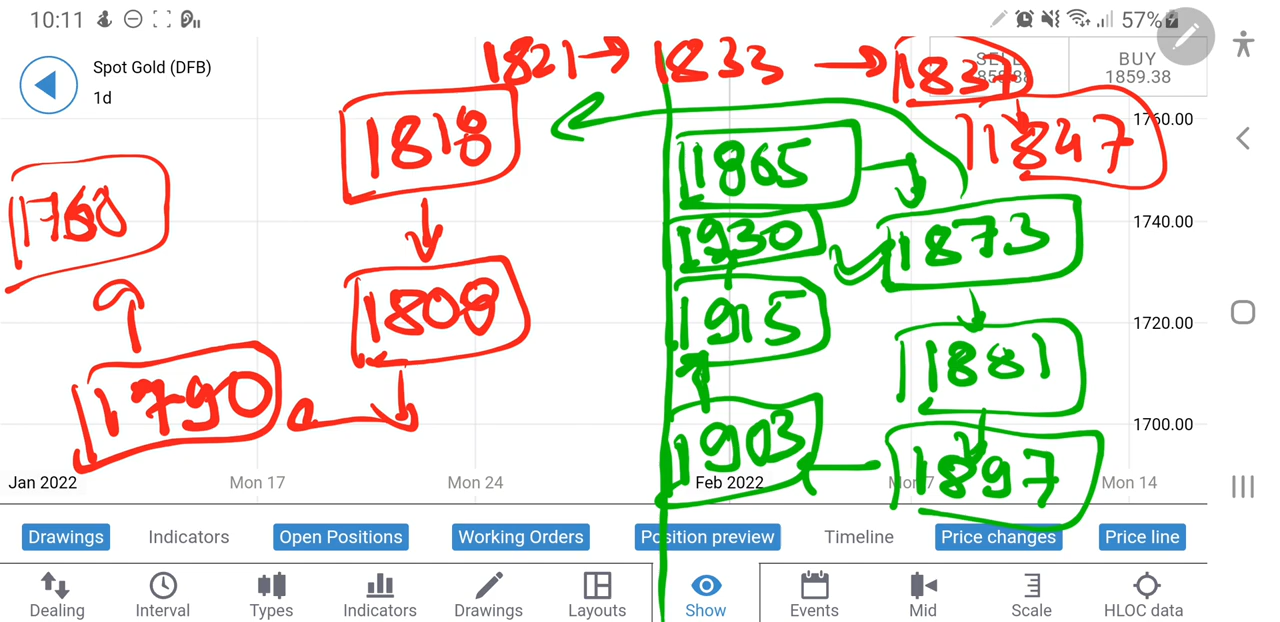 10:11
57%
Spot Gold (DFB)
1d
SELL
BUY
1859.38
1821 → 1833 → 1837
1847
1818
1808
1790
1865
1873
1881
1897
1903
1915
1930
1760.00
1740.00
1720.00
1700.00
Jan 2022
Mon 17
Mon 24
Feb 2022
Mon 7
Mon 14
Drawings
Indicators
Open Positions
Working Orders
Position preview
Timeline
Price changes
Price line
Dealing
Interval
Types
Indicators
Drawings
Layouts
Show
Events
Mid
Scale
HLOC data